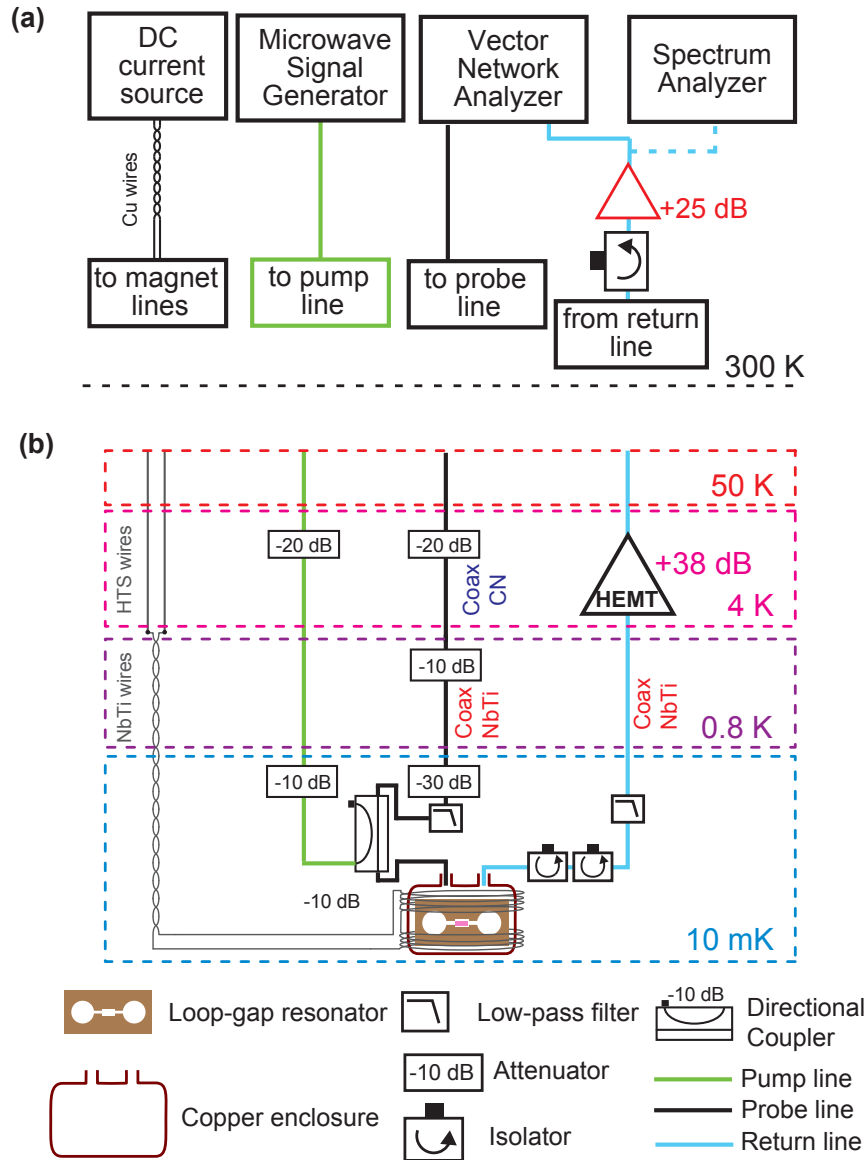 (a)
DC
current
source
Microwave
Signal
Generator
Vector
Network
Analyzer
Spectrum
Analyzer
Cu wires
+25 dB
to magnet
lines
to pump
line
to probe
line
from return
line
300 K
(b)
50 K
HTS wires
-20 dB
-20 dB
Coax
CN
HEMT
+38 dB
4 K
NbTi wires
-10 dB
Coax
NbTi
Coax
NbTi
0.8 K
-10 dB
-30 dB
-10 dB
10 mK
Loop-gap resonator
Low-pass filter
-10 dB
Directional
Coupler
Copper enclosure
-10 dB
Attenuator
Isolator
Pump line
Probe line
Return line